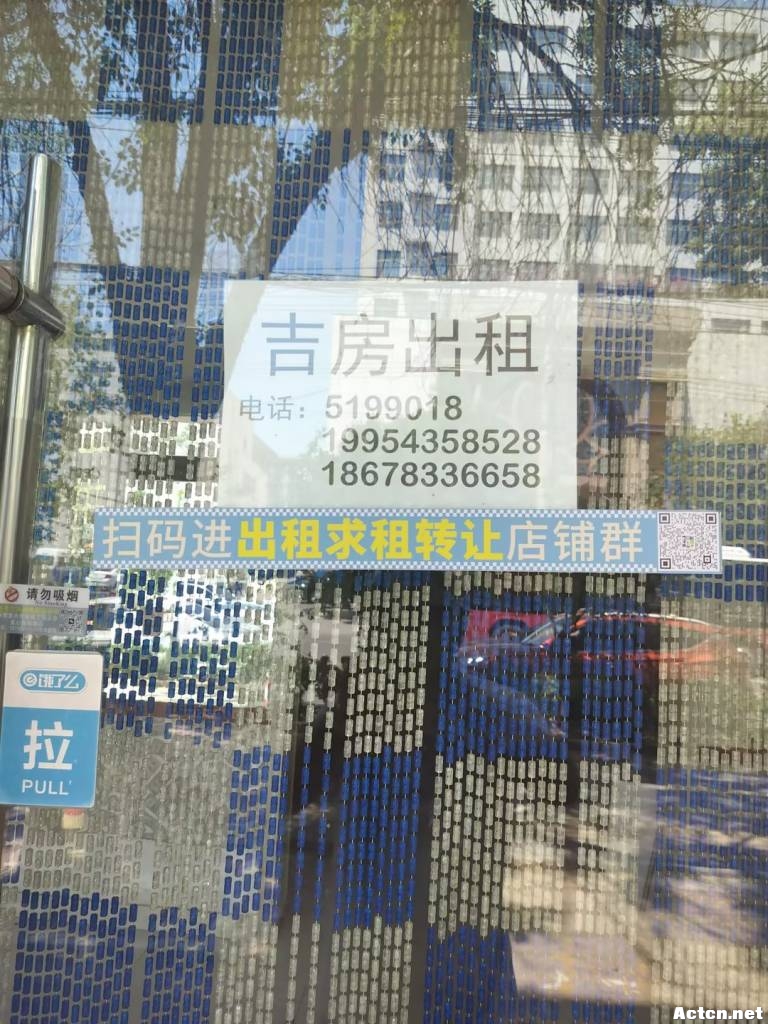 吉房出租
电话：5199018
19954358528
18678336658
扫码进出租求租转让店铺群
请勿吸烟
饿了么
拉
PULL
Actcn.net